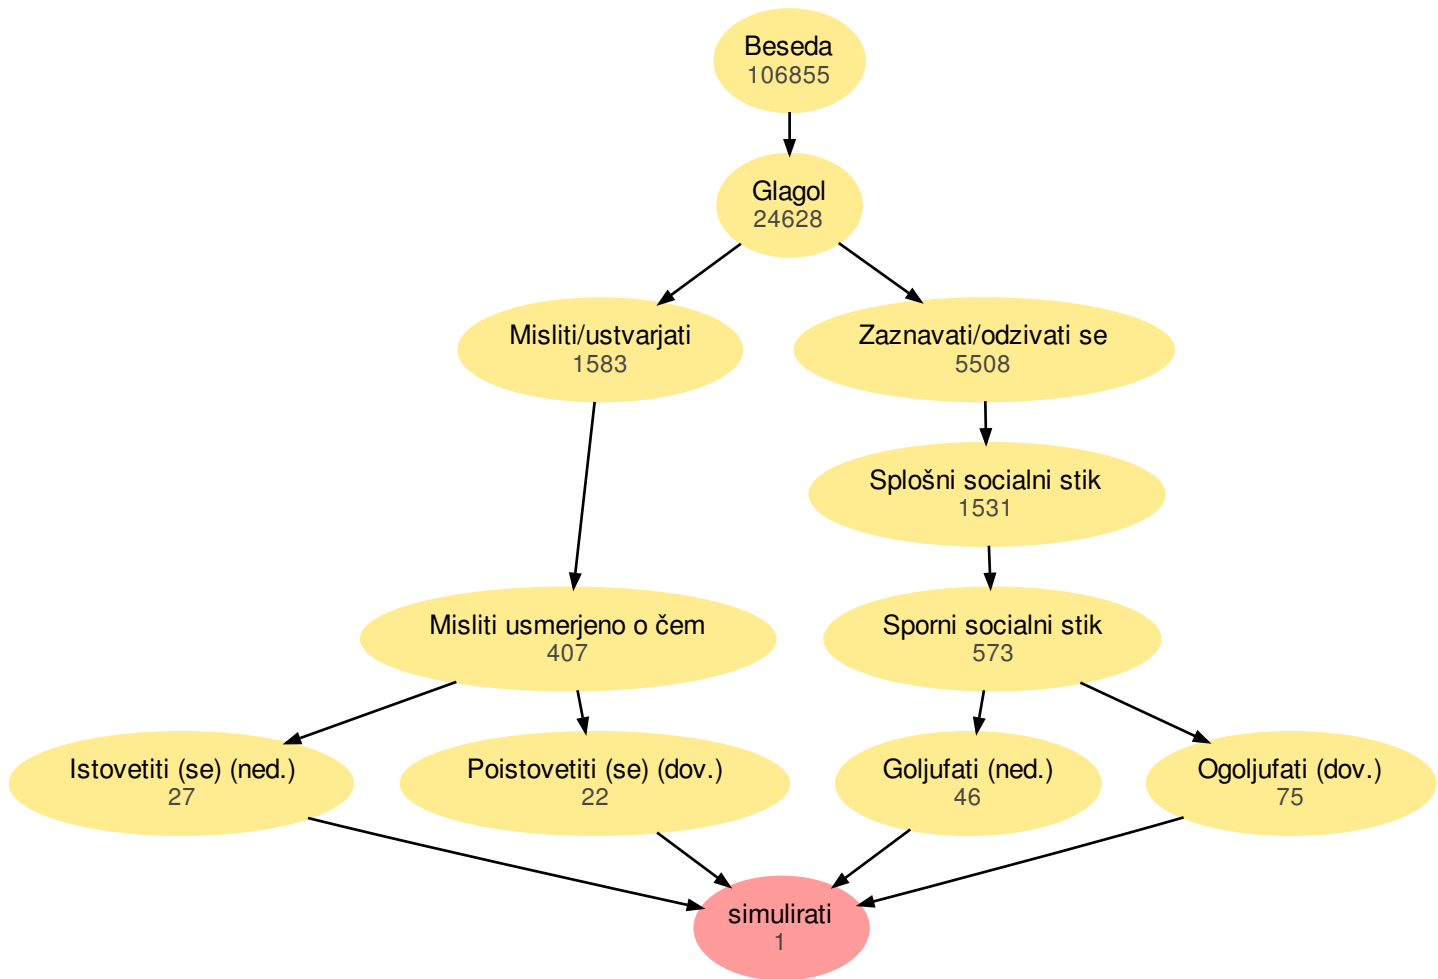 Beseda
106855
Glagol
24628
Misliti/ustvarjati
1583
Zaznavati/odzivati se
5508
Splošni socialni stik
1531
Misliti usmerjeno o čem
407
Sporni socialni stik
573
Istovetiti (se) (ned.)
27
Poistovetiti (se) (dov.)
22
Goljufati (ned.)
46
Ogoljufati (dov.)
75
simulirati
1